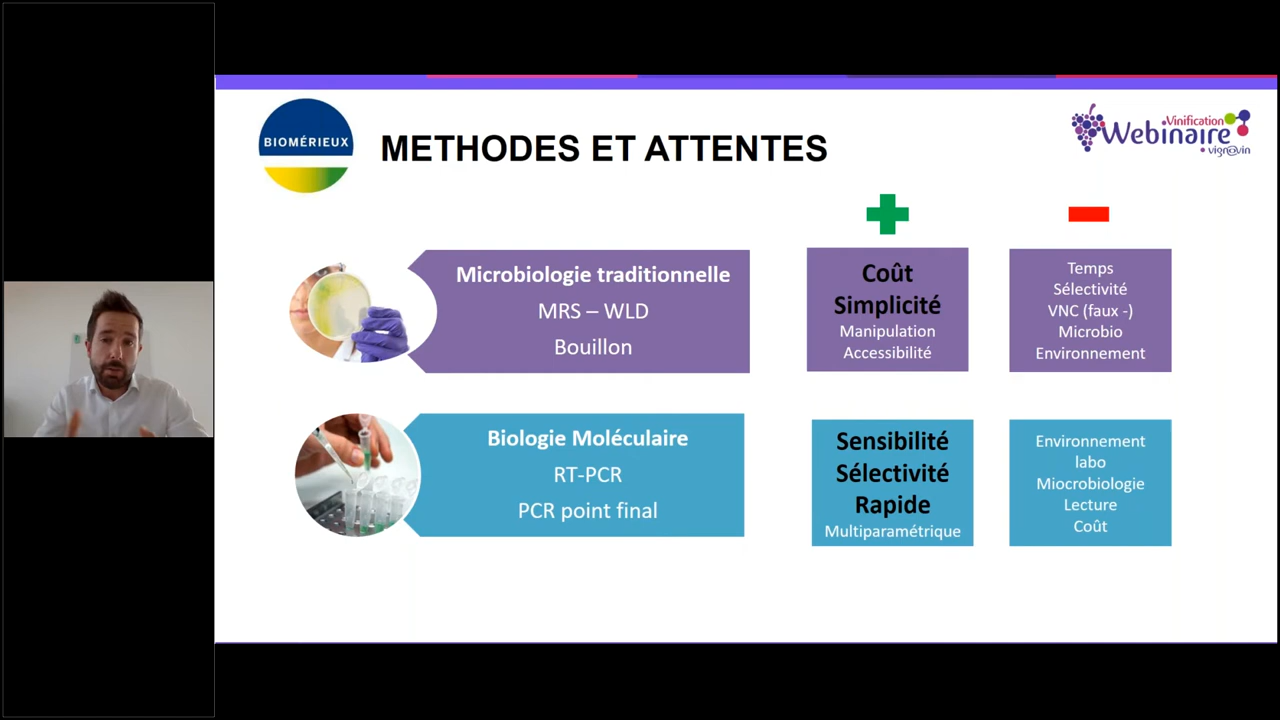 BIOMÉRIEUX
METHODES ET ATTENTES
Vinification
Webinaire
vign@vin
Microbiologie traditionnelle
MRS – WLD
Bouillon
Coût
Simplicité
Manipulation
Accessibilité
Temps
Sélectivité
VNC (faux -)
Microbio
Environnement
Biologie Moléculaire
RT-PCR
PCR point final
Sensibilité
Sélectivité
Rapide
Multiparamétrique
Environnement
labo
Miocrobiologie
Lecture
Coût